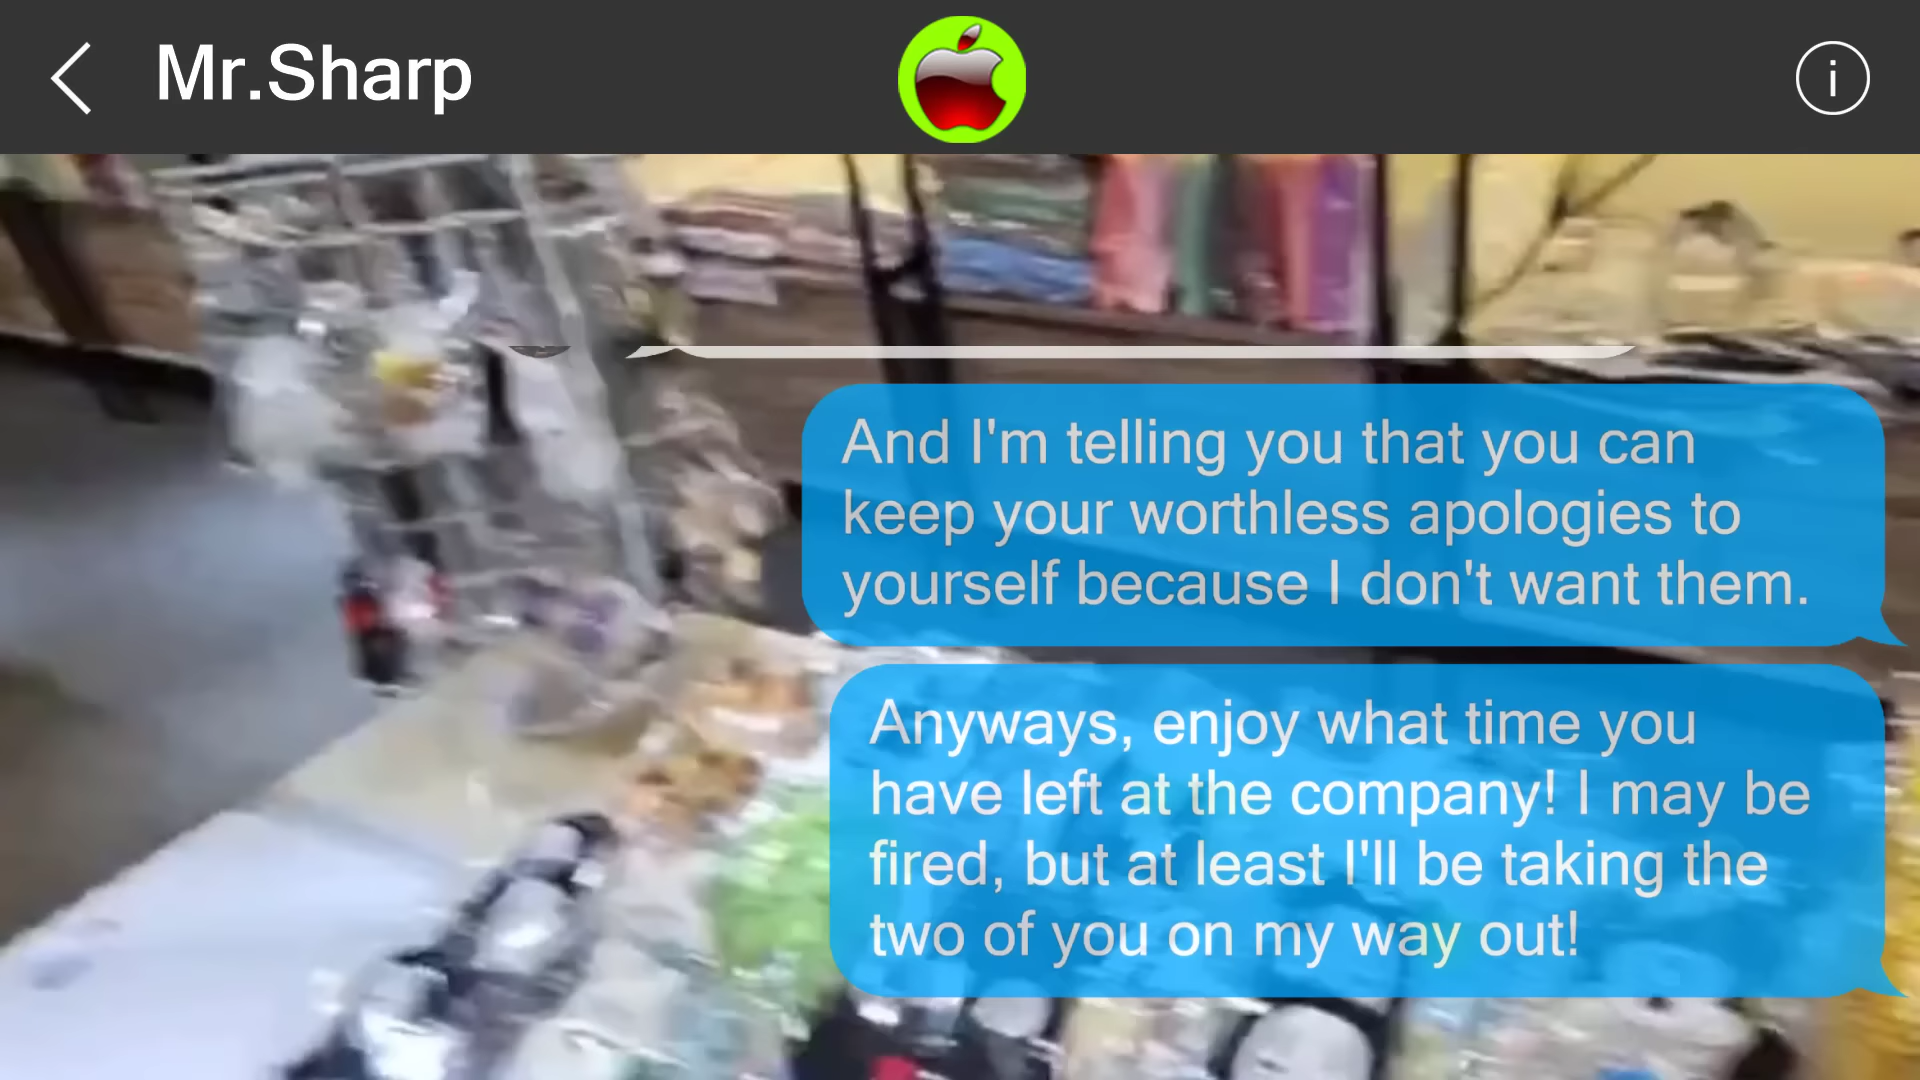 Mr.Sharp
i
And I'm telling you that you can
keep your worthless apologies to
yourself because I don't want them.
Anyways, enjoy what time you
have left at the company! I may be
fired, but at least I'll be taking the
two of you on my way out!